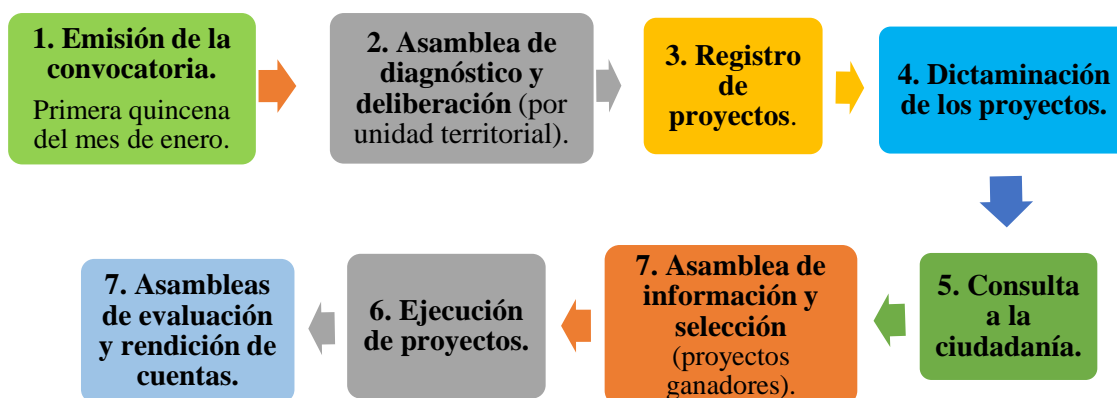 1. Emisión de la
convocatoria.
Primera quincena
del mes de enero.
2. Asamblea de
diagnóstico y
deliberación (por
unidad territorial).
3. Registro
de
proyectos.
4. Dictaminación
de los proyectos.
5. Consulta
a la
ciudadanía.
7. Asamblea de
información y
selección
(proyectos
ganadores).
6. Ejecución
de proyectos.
7. Asambleas
de evaluación
y rendición de
cuentas.